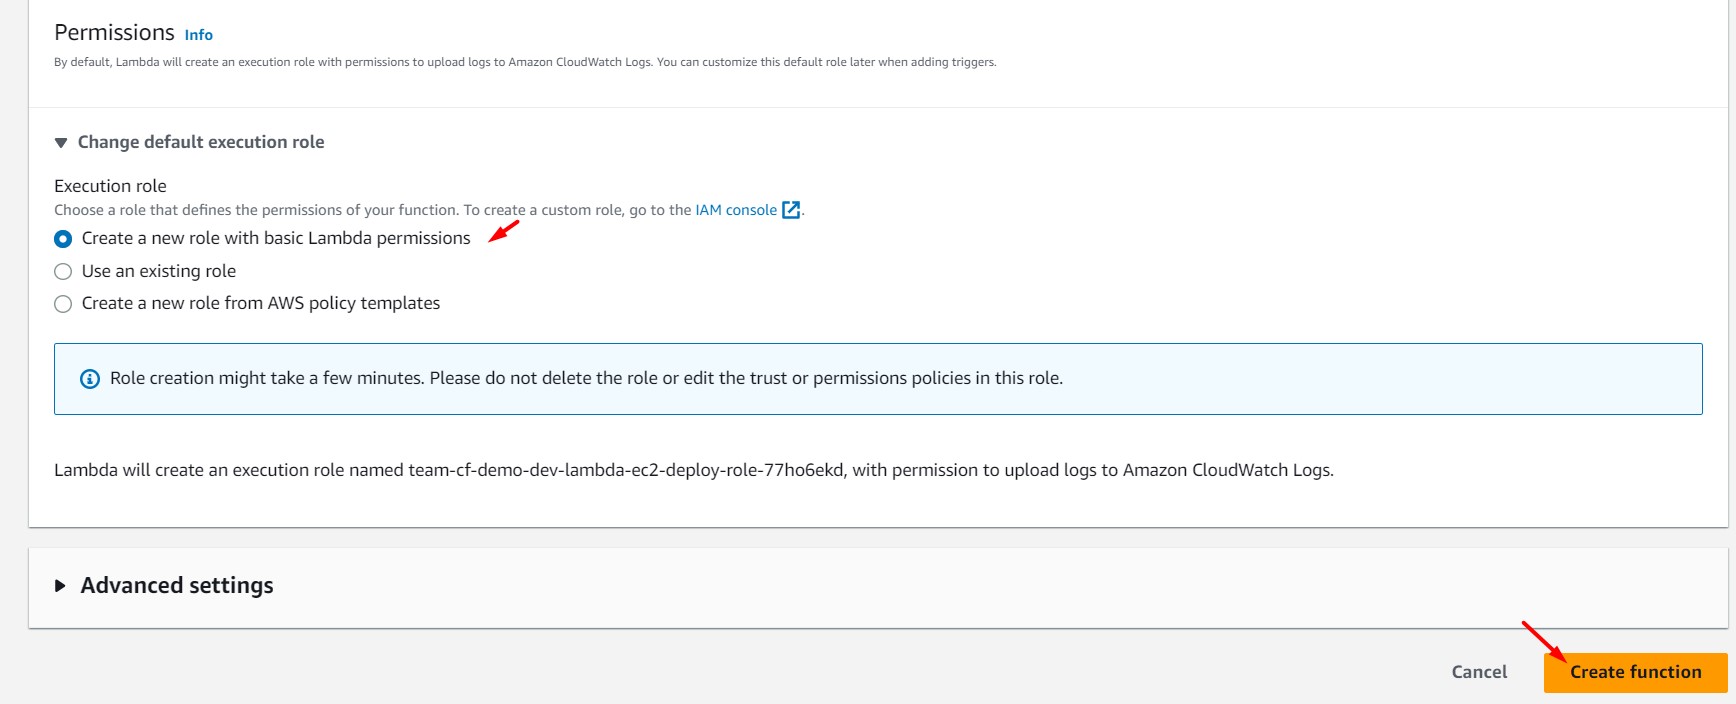 Permissions Info
By default, Lambda will create an execution role with permissions to upload logs to Amazon CloudWatch Logs. You can customize this default role later when adding triggers.
Change default execution role
Execution role
Choose a role that defines the permissions of your function. To create a custom role, go to the IAM console.
Create a new role with basic Lambda permissions
Use an existing role
Create a new role from AWS policy templates
Role creation might take a few minutes. Please do not delete the role or edit the trust or permissions policies in this role.
Lambda will create an execution role named team-cf-demo-dev-lambda-ec2-deploy-role-77ho6ekd, with permission to upload logs to Amazon CloudWatch Logs.
Advanced settings
Cancel Create function